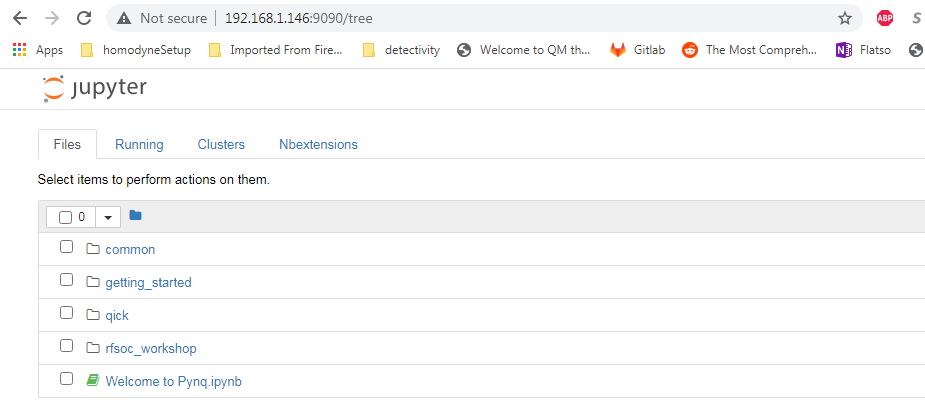 Not secure 192.168.1.146:9090/tree ABP S
Apps homodyneSetup Imported From Fire... detectivity Welcome to QM th... Gitlab The Most Compreh... N Flatso
jupyter
Files Running Clusters Nbextensions
Select items to perform actions on them.
0
common
getting_started
qick
rfsoc_workshop
Welcome to Pynq.ipynb